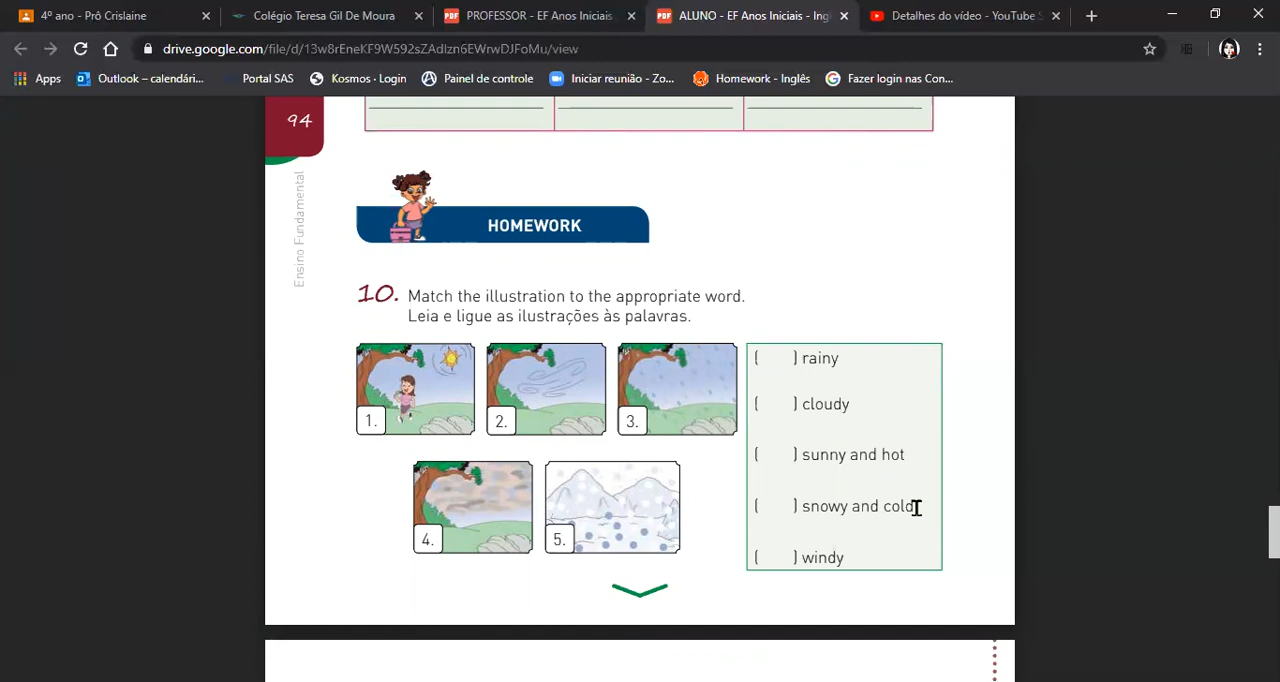 4º ano - Prô Crislaine
Colégio Teresa Gil De Moura
PROFESSOR - EF Anos Iniciais
ALUNO - EF Anos Iniciais - Ing
Detalhes do vídeo - YouTube S
drive.google.com/file/d/13w8rEneKF9W592sZAdlzn6EWrwDJFoMu/view
Apps
Outlook – calendári...
Portal SAS
Kosmos · Login
Painel de controle
Iniciar reunião - Zo...
Homework - Inglês
Fazer login nas Con...
94
Ensino Fundamental
HOMEWORK
10. Match the illustration to the appropriate word.
Leia e ligue as ilustrações às palavras.
1.
2.
3.
4.
5.
( ) rainy
( ) cloudy
( ) sunny and hot
( ) snowy and cold
( ) windy